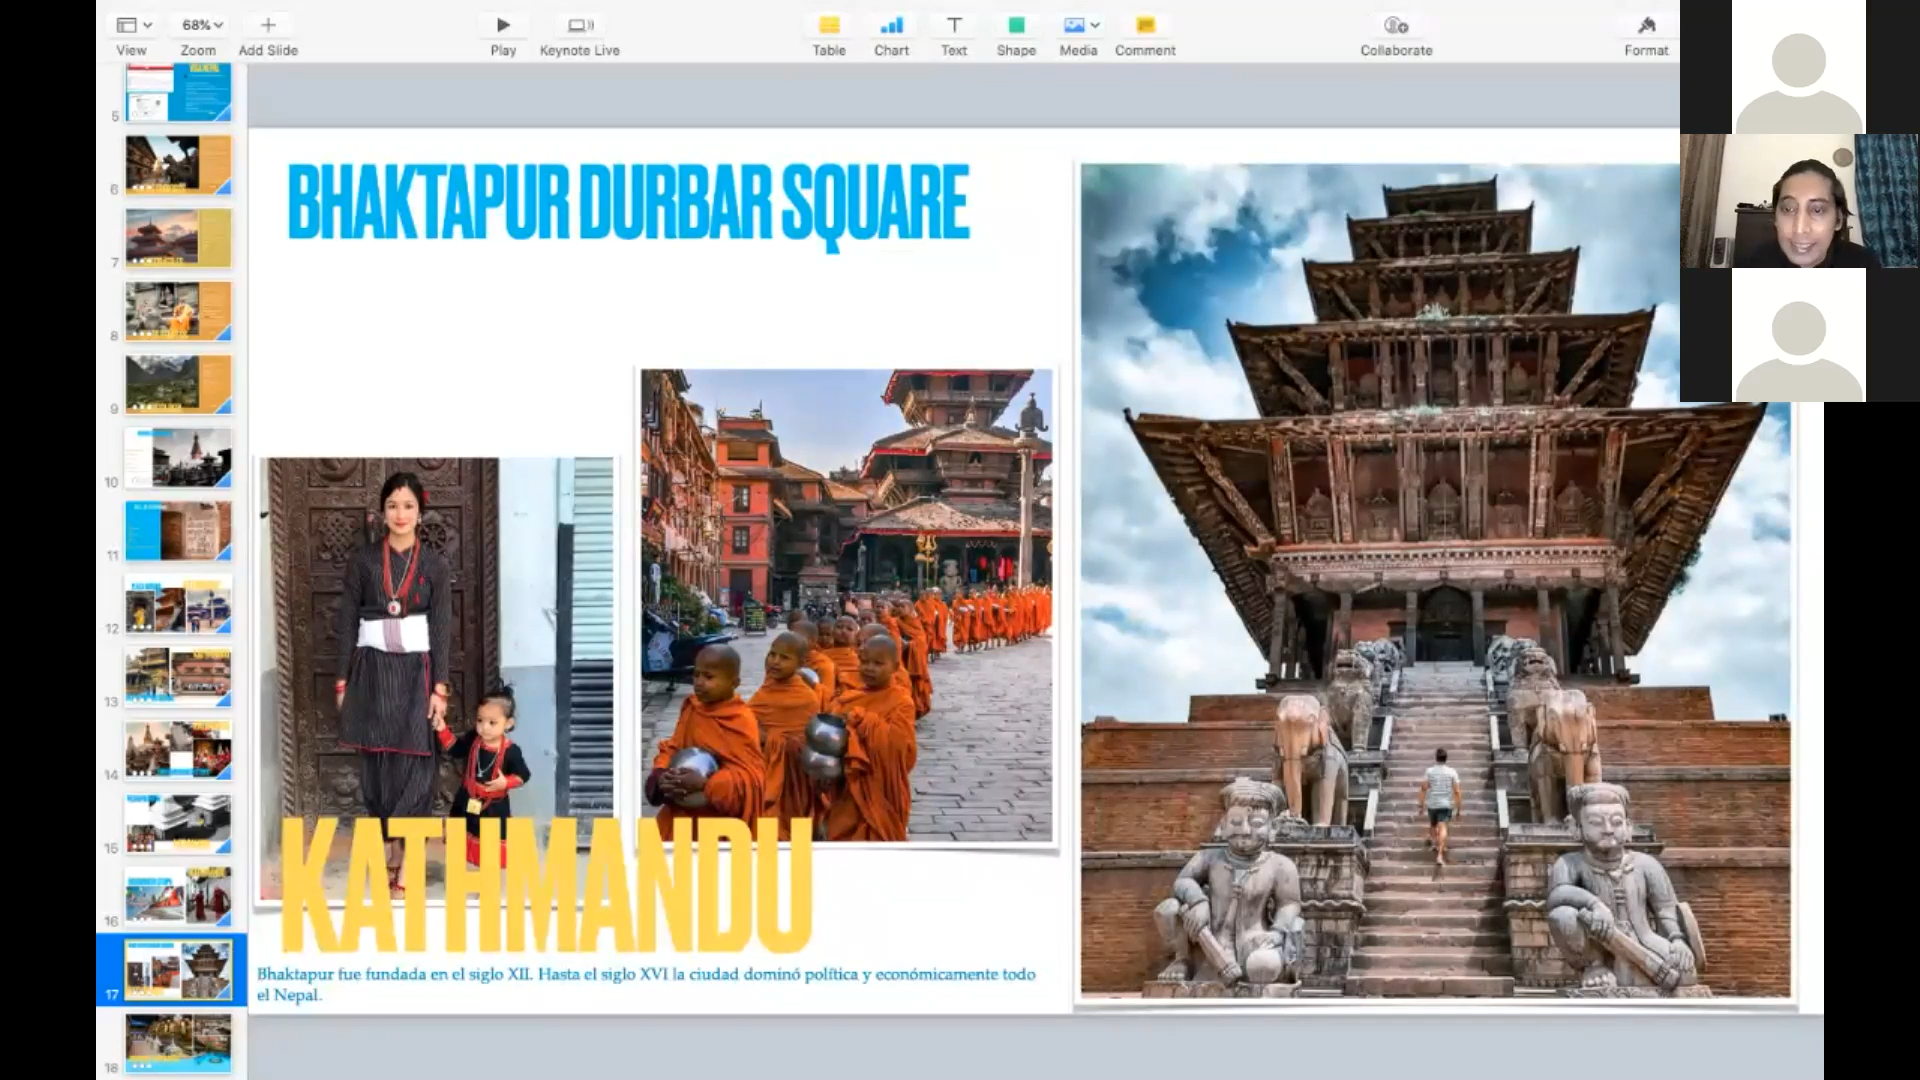 68%
View
Zoom
Add Slide
Play
Keynote Live
Table
Chart
Text
Shape
Media
Comment
Collaborate
Format
5
6
7
8
9
10
11
12
13
14
15
16
17
18
BHAKTAPUR DURBAR SQUARE
KATHMANDU
Bhaktapur fue fundada en el siglo XII. Hasta el siglo XVI la ciudad dominó política y económicamente todo
el Nepal.